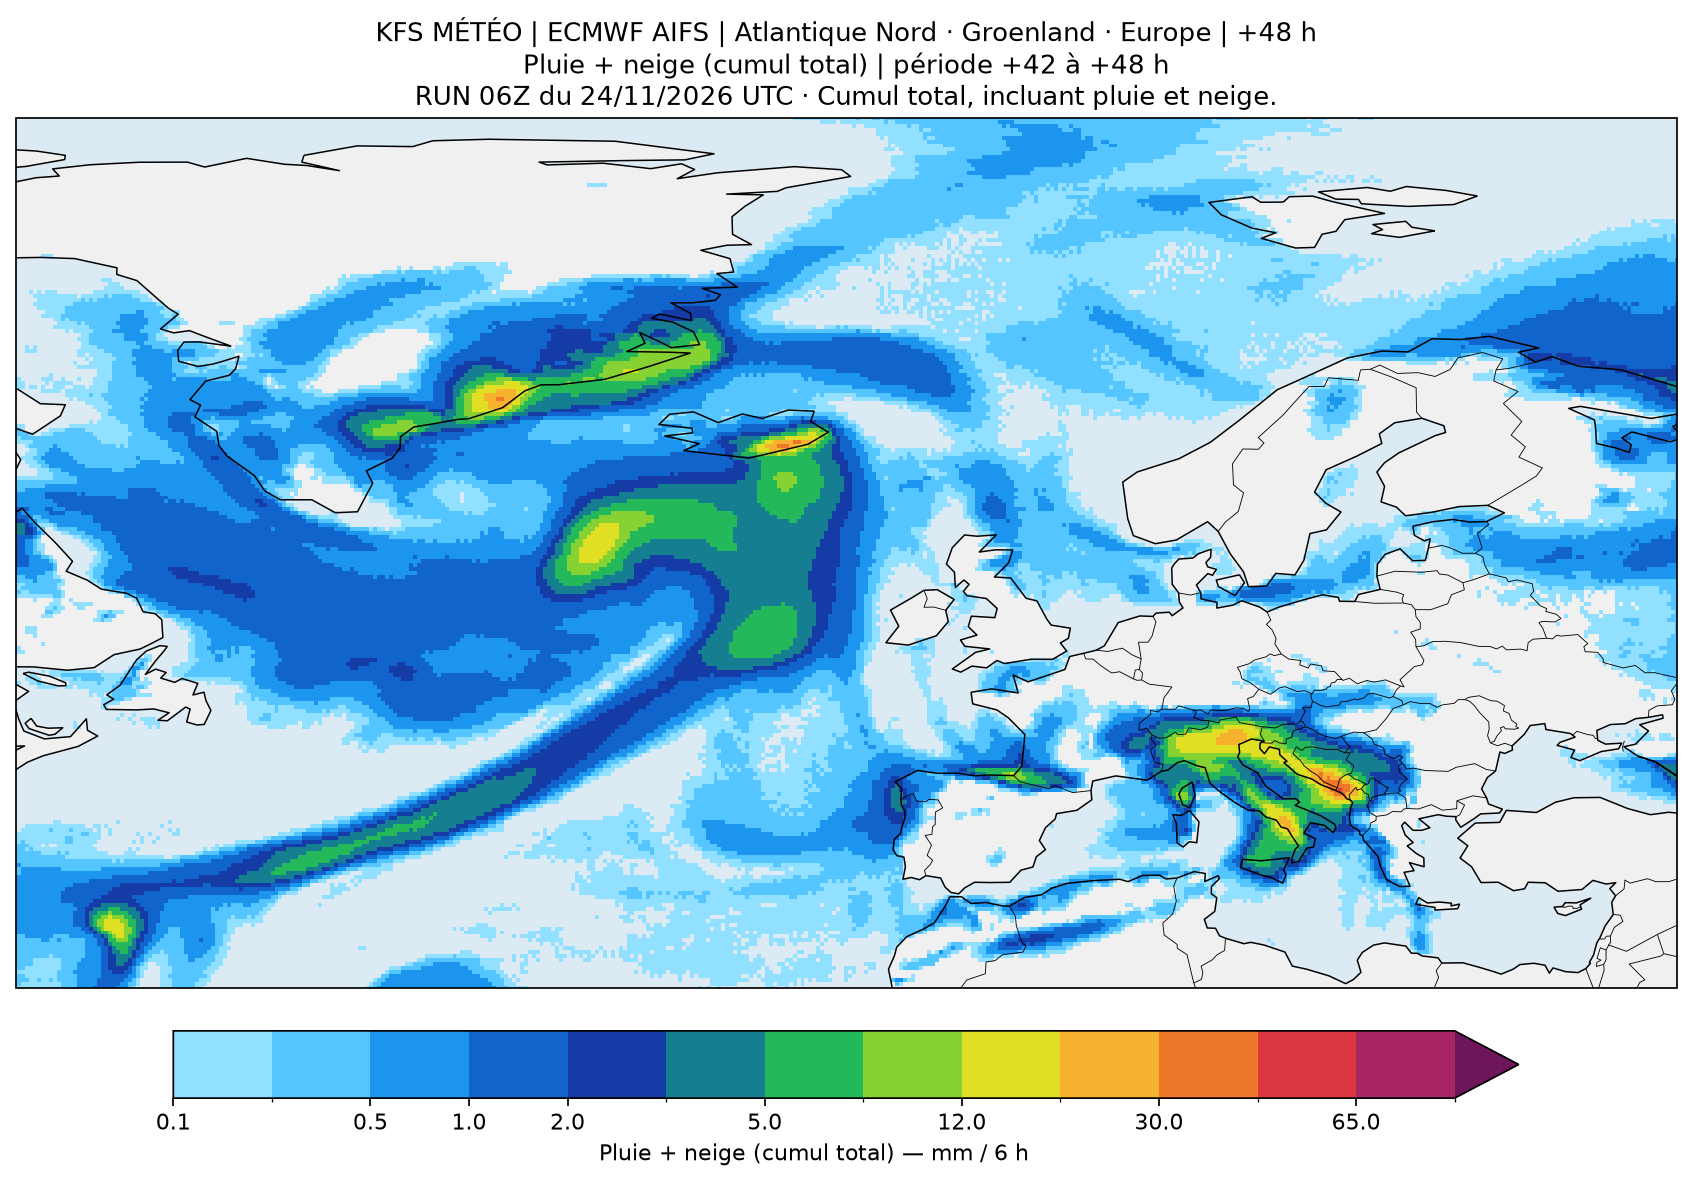 KFS MÉTÉO | ECMWF AIFS | Atlantique Nord · Groenland · Europe | +48 h
Pluie + neige (cumul total) | période +42 à +48 h
RUN 06Z du 24/11/2026 UTC · Cumul total, incluant pluie et neige.
0.1 0.5 1.0 2.0 5.0 12.0 30.0 65.0
Pluie + neige (cumul total) — mm / 6 h